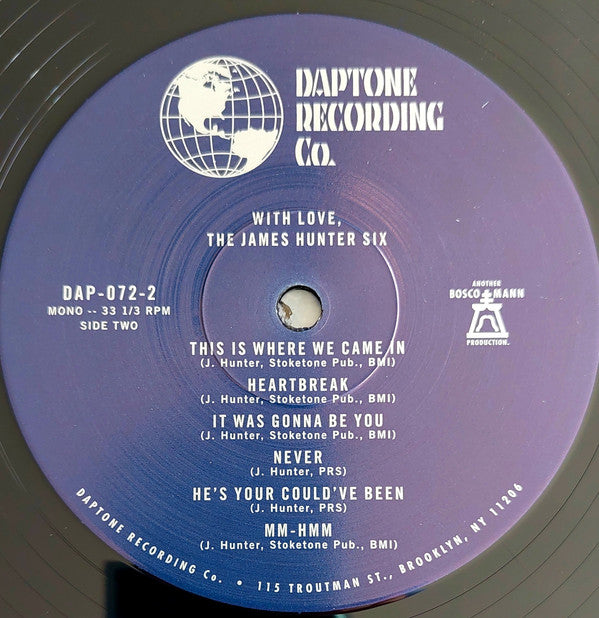 DAPTONE
RECORDING
Co.
WITH LOVE,
THE JAMES HUNTER SIX
DAP-072-2
MONO -- 33 1/3 RPM
SIDE TWO
ANOTHER
BOSCO MANN
PRODUCTION.
THIS IS WHERE WE CAME IN
(J. Hunter, Stoketone Pub., BMI)
HEARTBREAK
(J. Hunter, Stoketone Pub., BMI)
IT WAS GONNA BE YOU
(J. Hunter, Stoketone Pub., BMI)
NEVER
(J. Hunter, PRS)
HE'S YOUR COULD'VE BEEN
(J. Hunter, PRS)
MM-HMM
(J. Hunter, Stoketone Pub., BMI)
DAPTONE RECORDING Co. • 115 TROUTMAN ST., BROOKLYN, NY 11206